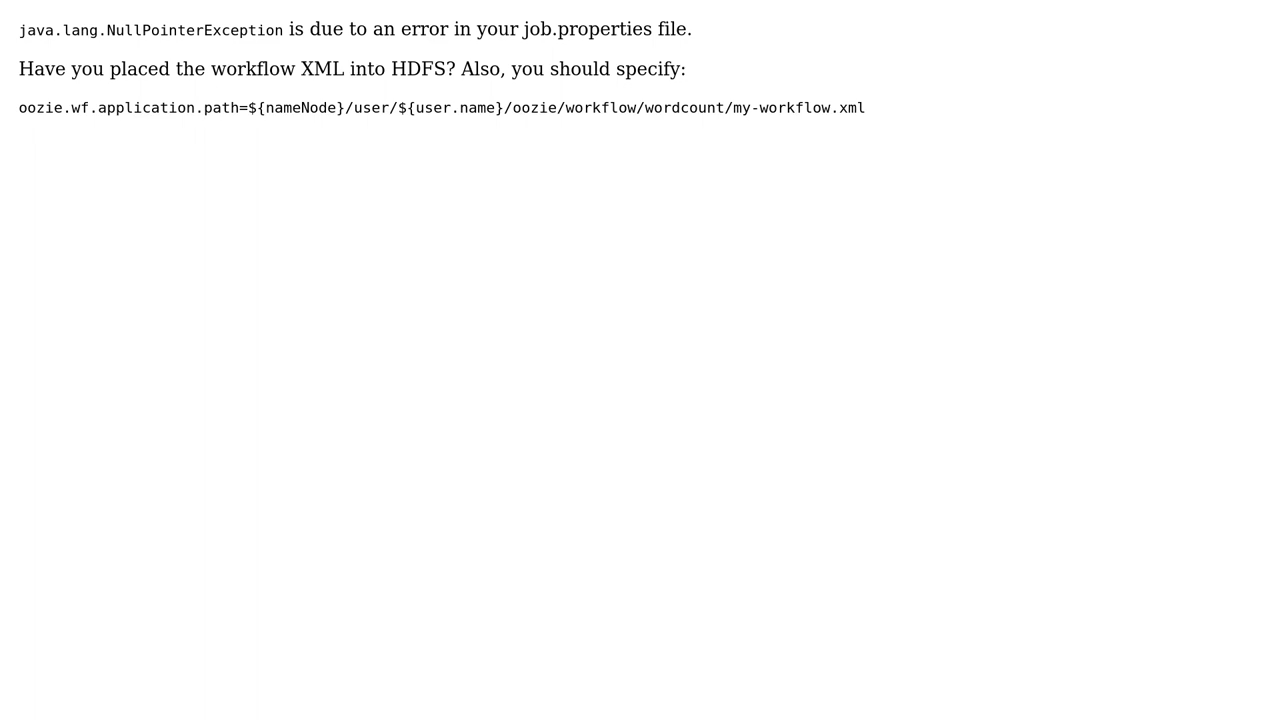 java.lang.NullPointerException is due to an error in your job.properties file.
Have you placed the workflow XML into HDFS? Also, you should specify:
oozie.wf.application.path=${nameNode}/user/${user.name}/oozie/workflow/wordcount/my-workflow.xml